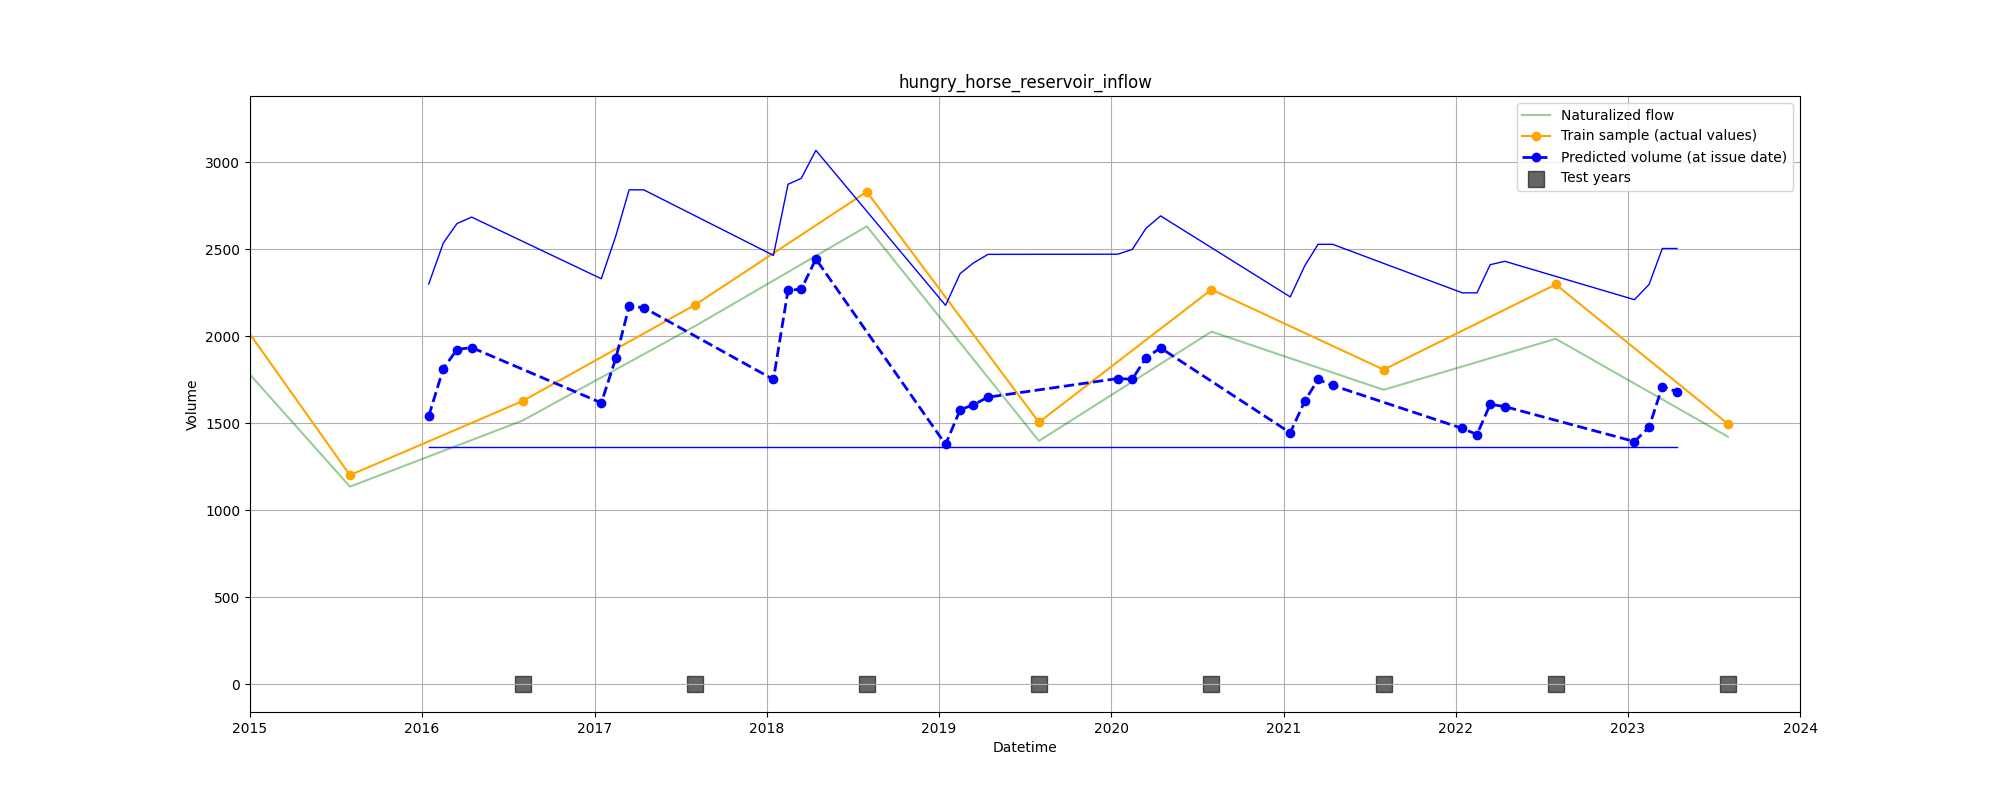 hungry_horse_reservoir_inflow
Naturalized flow
Train sample (actual values)
Predicted volume (at issue date)
Test years
Volume
3000
2500
2000
1500
1000
500
0
2015 2016 2017 2018 2019 2020 2021 2022 2023 2024
Datetime